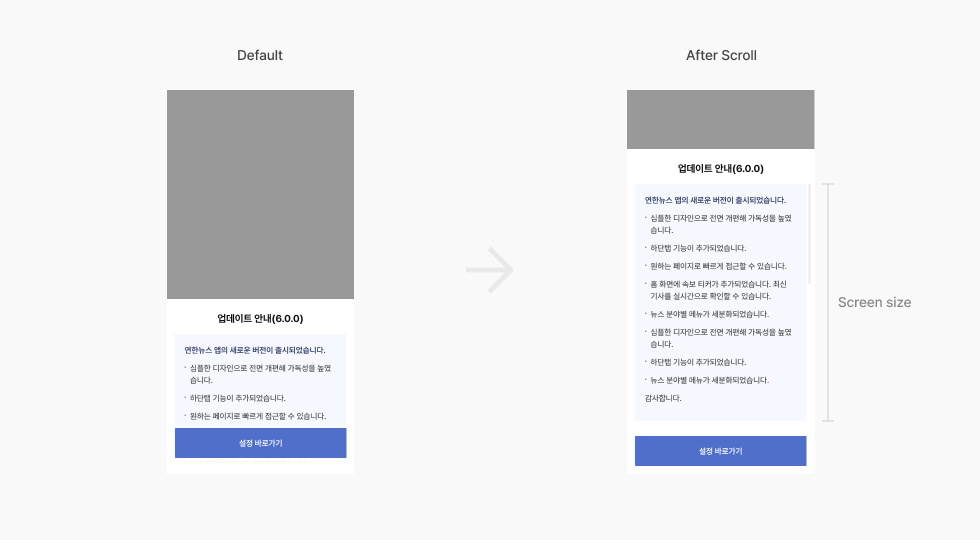 Default
업데이트 안내(6.0.0)
연한뉴스 앱의 새로운 버전이 출시되었습니다.
· 심플한 디자인으로 전면 개편해 가독성을 높였
습니다.
· 하단탭 기능이 추가되었습니다.
· 원하는 페이지로 빠르게 접근할 수 있습니다.
설정 바로가기
After Scroll
업데이트 안내(6.0.0)
연한뉴스 앱의 새로운 버전이 출시되었습니다.
· 심플한 디자인으로 전면 개편해 가독성을 높였
습니다.
· 하단탭 기능이 추가되었습니다.
· 원하는 페이지로 빠르게 접근할 수 있습니다.
· 홈 화면에 속보 티커가 추가되었습니다. 최신
기사를 실시간으로 확인할 수 있습니다.
· 뉴스 분야별 메뉴가 세분화되었습니다.
· 심플한 디자인으로 전면 개편해 가독성을 높였
습니다.
· 하단탭 기능이 추가되었습니다.
· 뉴스 분야별 메뉴가 세분화되었습니다.
감사합니다.
설정 바로가기
Screen size